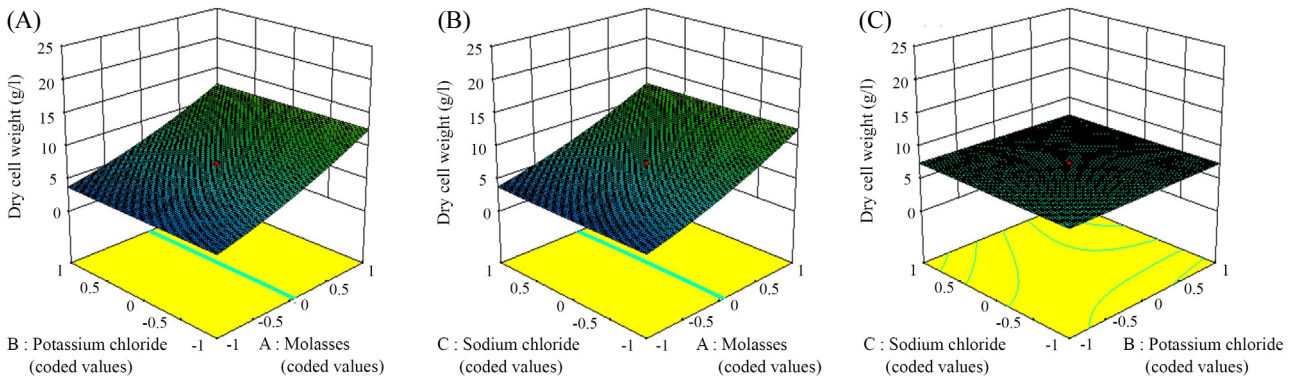 (A)
Dry cell weight (g/l)
25
20
15
10
5
0
1
0.5
0
-0.5
-1
-1
-0.5
0
0.5
1
B : Potassium chloride
(coded values)
A : Molasses
(coded values)
(B)
Dry cell weight (g/l)
25
20
15
10
5
0
1
0.5
0
-0.5
-1
-1
-0.5
0
0.5
1
C : Sodium chloride
(coded values)
A : Molasses
(coded values)
(C)
Dry cell weight (g/l)
25
20
15
10
5
0
1
0.5
0
-0.5
-1
-1
-0.5
0
0.5
1
C : Sodium chloride
(coded values)
B : Potassium chloride
(coded values)